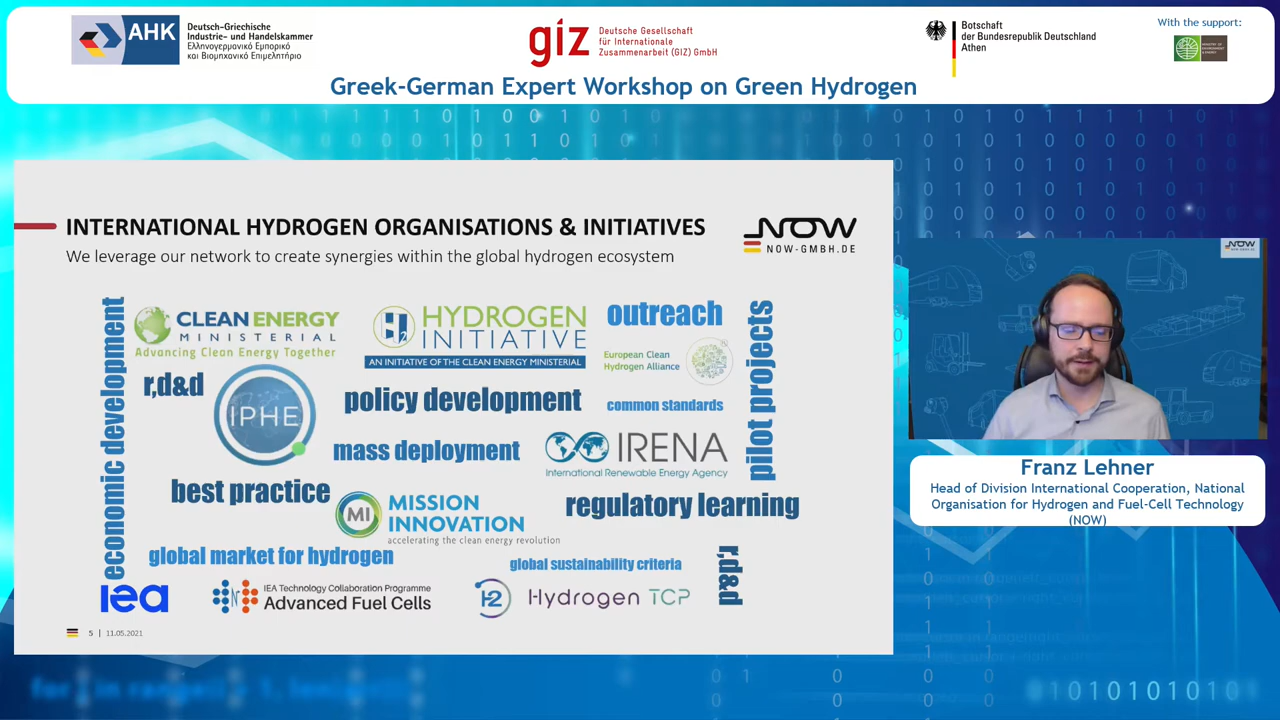 AHK
Deutsch-Griechische
Industrie- und Handelskammer
Ελληνογερμανικό Εμπορικό
και Βιομηχανικό Επιμελητήριο
giz
Deutsche Gesellschaft
für Internationale
Zusammenarbeit (GIZ) GmbH
Botschaft
der Bundesrepublik Deutschland
Athen
With the support:
Greek-German Expert Workshop on Green Hydrogen
INTERNATIONAL HYDROGEN ORGANISATIONS & INITIATIVES
We leverage our network to create synergies within the global hydrogen ecosystem
NOW
NOW-GMBH.DE
economic development
CLEAN ENERGY
MINISTERIAL
Advancing Clean Energy Together
H2
HYDROGEN
INITIATIVE
AN INITIATIVE OF THE CLEAN ENERGY MINISTERIAL
outreach
European Clean
Hydrogen Alliance
pilot projects
r,d&d
IPHE
policy development
common standards
mass deployment
IRENA
International Renewable Energy Agency
best practice
MI
MISSION
INNOVATION
accelerating the clean energy revolution
regulatory learning
global market for hydrogen
global sustainability criteria
r,d&d
iea
IEA Technology Collaboration Programme
Advanced Fuel Cells
H2
Hydrogen TCP
5 | 11.05.2021
NOW
Franz Lehner
Head of Division International Cooperation, National
Organisation for Hydrogen and Fuel-Cell Technology
(NOW)